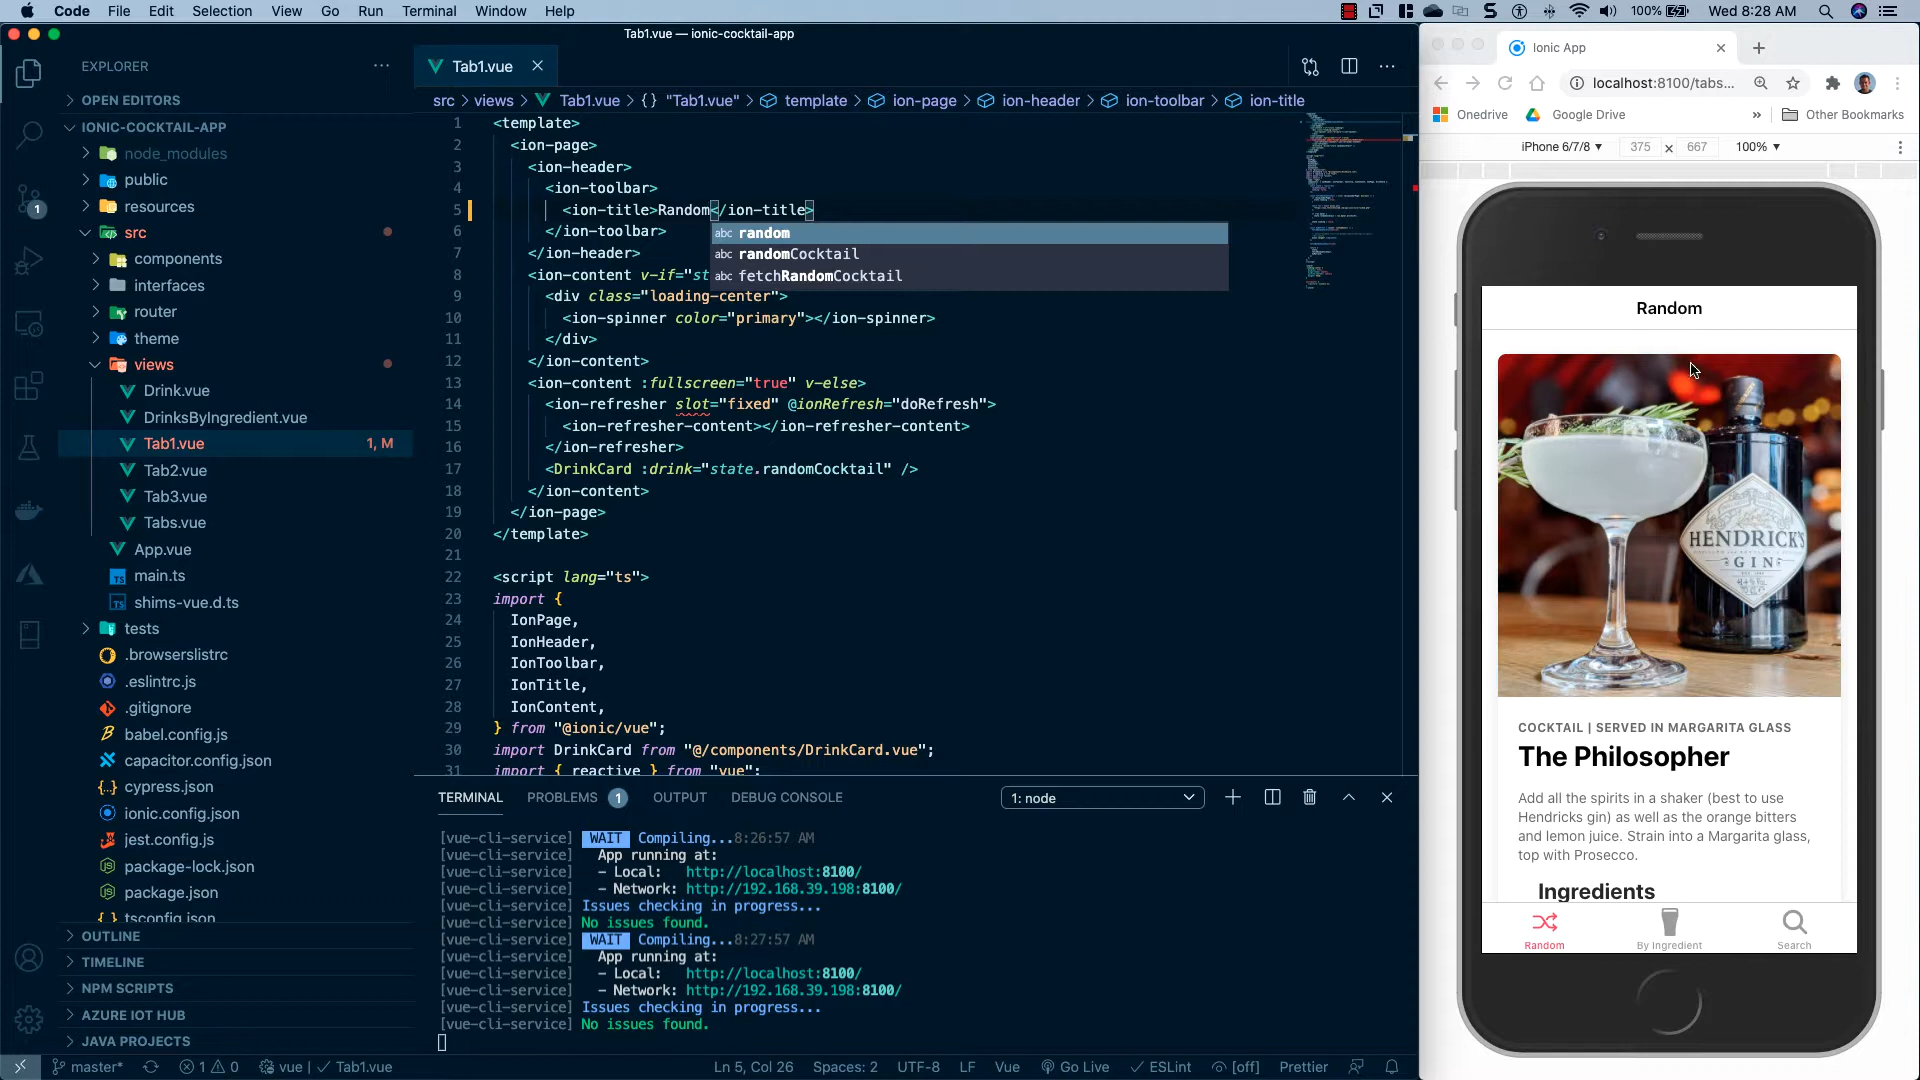 Code File Edit Selection View Go Run Terminal Window Help
100% Wed 8:28 AM
Tab1.vue — ionic-cocktail-app
EXPLORER
OPEN EDITORS
IONIC-COCKTAIL-APP
node_modules
public
resources
src
components
interfaces
router
theme
views
Drink.vue
DrinksByIngredient.vue
Tab1.vue 1, M
Tab2.vue
Tab3.vue
Tabs.vue
App.vue
main.ts
shims-vue.d.ts
tests
.browserslistrc
.eslintrc.js
.gitignore
babel.config.js
capacitor.config.json
cypress.json
ionic.config.json
jest.config.js
package-lock.json
package.json
tsconfig.json
OUTLINE
TIMELINE
NPM SCRIPTS
AZURE IOT HUB
JAVA PROJECTS
1
Tab1.vue
src > views > Tab1.vue > {} "Tab1.vue" > template > ion-page > ion-header > ion-toolbar > ion-title
1 <template>
2 <ion-page>
3 <ion-header>
4 <ion-toolbar>
5 <ion-title>Random</ion-title>
6 </ion-toolbar>
7 </ion-header>
8 <ion-content v-if="st
9 <div class="loading-center">
10 <ion-spinner color="primary"></ion-spinner>
11 </div>
12 </ion-content>
13 <ion-content :fullscreen="true" v-else>
14 <ion-refresher slot="fixed" @ionRefresh="doRefresh">
15 <ion-refresher-content></ion-refresher-content>
16 </ion-refresher>
17 <DrinkCard :drink="state.randomCocktail" />
18 </ion-content>
19 </ion-page>
20 </template>
21
22 <script lang="ts">
23 import {
24 IonPage,
25 IonHeader,
26 IonToolbar,
27 IonTitle,
28 IonContent,
29 } from "@ionic/vue";
30 import DrinkCard from "@/components/DrinkCard.vue";
31 import { reactive } from "vue";
abc random
abc randomCocktail
abc fetchRandomCocktail
TERMINAL PROBLEMS 1 OUTPUT DEBUG CONSOLE 1: node
[vue-cli-service] WAIT Compiling...8:26:57 AM
[vue-cli-service] App running at:
[vue-cli-service] - Local: http://localhost:8100/
[vue-cli-service] - Network: http://192.168.39.198:8100/
[vue-cli-service] Issues checking in progress...
[vue-cli-service] No issues found.
[vue-cli-service] WAIT Compiling...8:27:57 AM
[vue-cli-service] App running at:
[vue-cli-service] - Local: http://localhost:8100/
[vue-cli-service] - Network: http://192.168.39.198:8100/
[vue-cli-service] Issues checking in progress...
[vue-cli-service] No issues found.
master* 1 0 vue | ✓ Tab1.vue Ln 5, Col 26 Spaces: 2 UTF-8 LF Vue Go Live ✓ ESLint [off] Prettier
Ionic App
localhost:8100/tabs...
Onedrive Google Drive » Other Bookmarks
iPhone 6/7/8 ▼ 375 × 667 100% ▼
Random
HENDRICK'S
GIN
COCKTAIL | SERVED IN MARGARITA GLASS
The Philosopher
Add all the spirits in a shaker (best to use
Hendricks gin) as well as the orange bitters
and lemon juice. Strain into a Margarita glass,
top with Prosecco.
Ingredients
Random By Ingredient Search